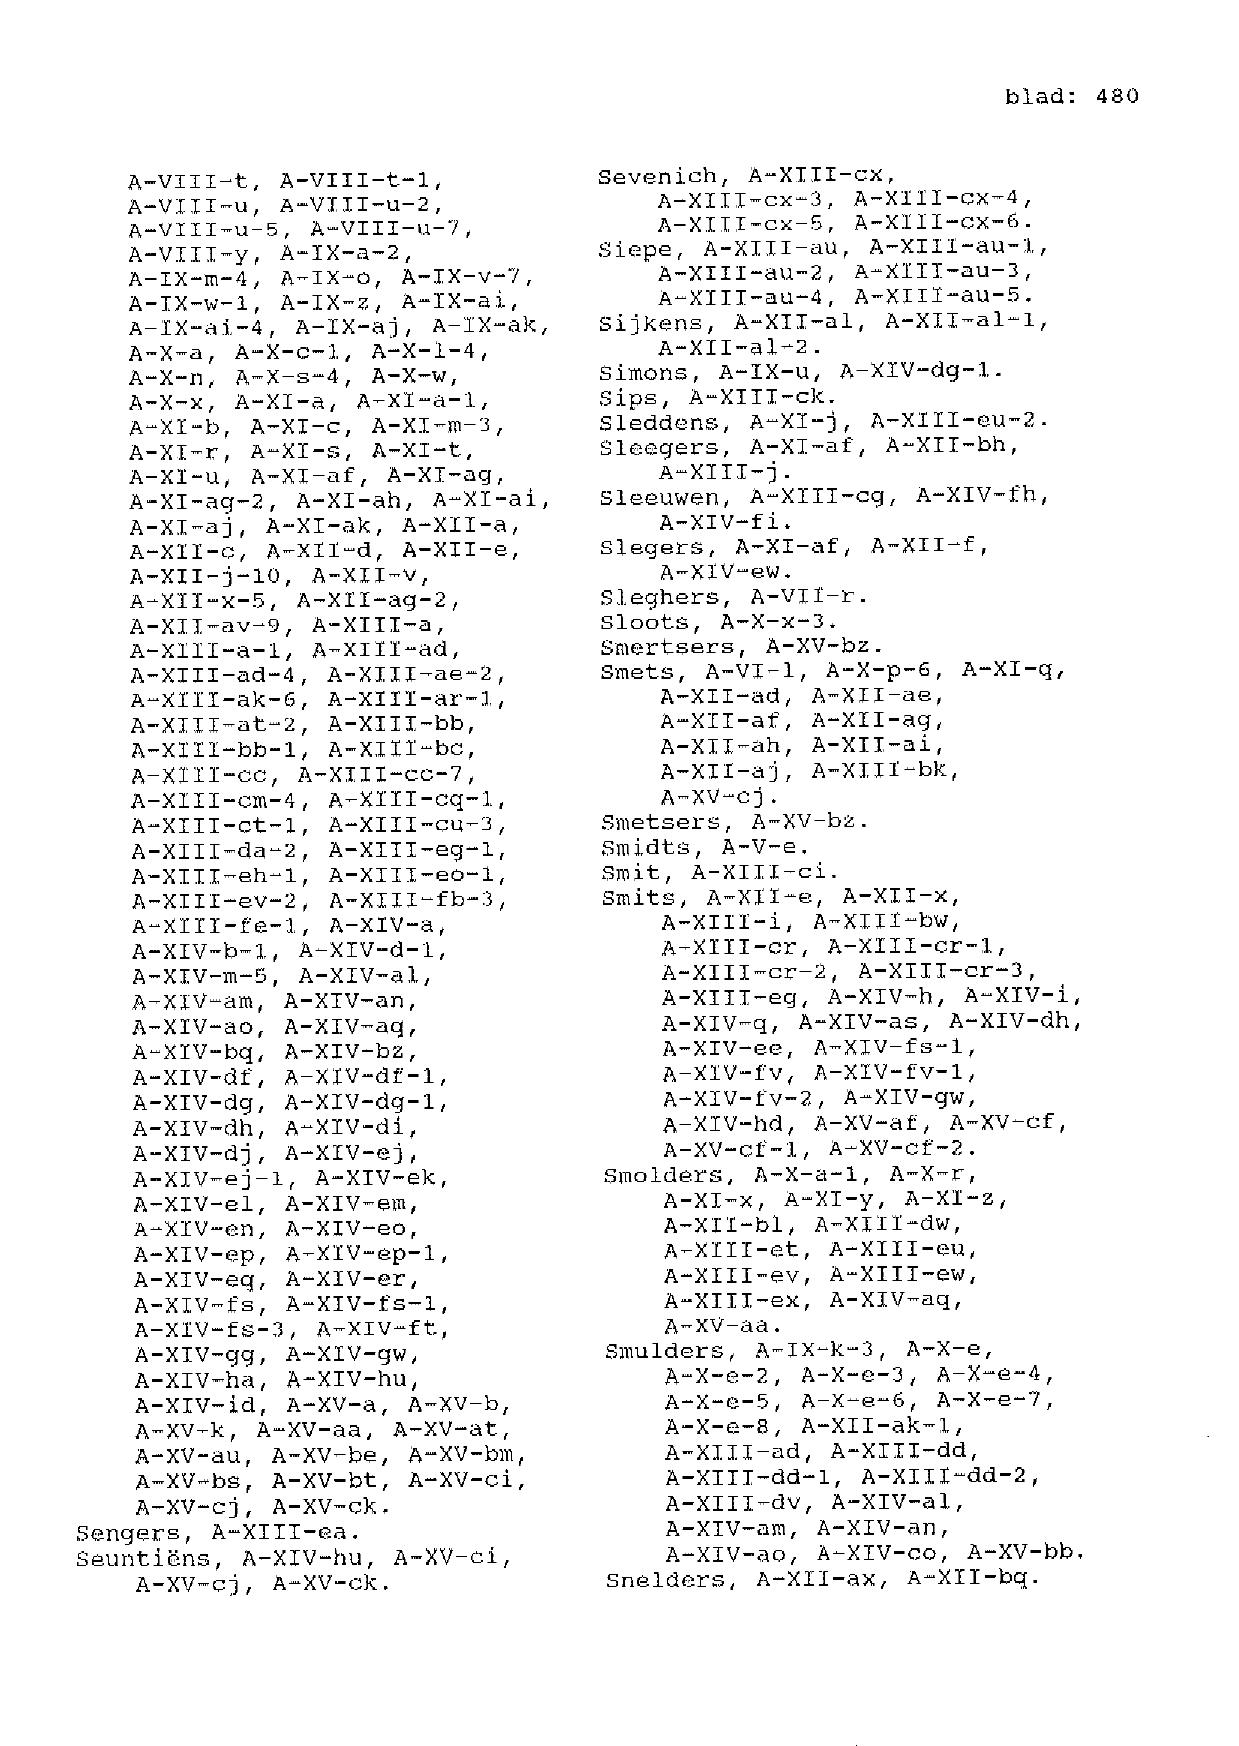 blad: 480
A-VIII-t, A-VIII-t-1,
A-VIII-u, A-VIII-u-2,
A-VIII-u-5, A-VIII-u-7,
A-VIII-y, A-IX-a-2,
A-IX-m-4, A-IX-o, A-IX-v-7,
A-IX-w-1, A-IX-z, A-IX-ai,
A-IX-ai-4, A-IX-aj, A-IX-ak,
A-X-a, A-X-c-1, A-X-l-4,
A-X-n, A-X-s-4, A-X-w,
A-X-x, A-XI-a, A-XI-a-1,
A-XI-b, A-XI-c, A-XI-m-3,
A-XI-r, A-XI-s, A-XI-t,
A-XI-u, A-XI-af, A-XI-ag,
A-XI-ag-2, A-XI-ah, A-XI-ai,
A-XI-aj, A-XI-ak, A-XII-a,
A-XII-c, A-XII-d, A-XII-e,
A-XII-j-10, A-XII-v,
A-XII-x-5, A-XII-ag-2,
A-XII-av-9, A-XIII-a,
A-XIII-a-1, A-XIII-ad,
A-XIII-ad-4, A-XIII-ae-2,
A-XIII-ak-6, A-XIII-ar-1,
A-XIII-at-2, A-XIII-bb,
A-XIII-bb-1, A-XIII-bc,
A-XIII-cc, A-XIII-cc-7,
A-XIII-cm-4, A-XIII-cq-1,
A-XIII-ct-1, A-XIII-cu-3,
A-XIII-da-2, A-XIII-eg-1,
A-XIII-eh-1, A-XIII-eo-1,
A-XIII-ev-2, A-XIII-fb-3,
A-XIII-fe-1, A-XIV-a,
A-XIV-b-1, A-XIV-d-1,
A-XIV-m-5, A-XIV-al,
A-XIV-am, A-XIV-an,
A-XIV-ao, A-XIV-aq,
A-XIV-bq, A-XIV-bz,
A-XIV-df, A-XIV-df-1,
A-XIV-dg, A-XIV-dg-1,
A-XIV-dh, A-XIV-di,
A-XIV-dj, A-XIV-ej,
A-XIV-ej-1, A-XIV-ek,
A-XIV-el, A-XIV-em,
A-XIV-en, A-XIV-eo,
A-XIV-ep, A-XIV-ep-1,
A-XIV-eq, A-XIV-er,
A-XIV-fs, A-XIV-fs-1,
A-XIV-fs-3, A-XIV-ft,
A-XIV-gg, A-XIV-gw,
A-XIV-ha, A-XIV-hu,
A-XIV-id, A-XV-a, A-XV-b,
A-XV-k, A-XV-aa, A-XV-at,
A-XV-au, A-XV-be, A-XV-bm,
A-XV-bs, A-XV-bt, A-XV-ci,
A-XV-cj, A-XV-ck.
Sengers, A-XIII-ea.
Seuntiëns, A-XIV-hu, A-XV-ci,
A-XV-cj, A-XV-ck.
Sevenich, A-XIII-cx,
A-XIII-cx-3, A-XIII-cx-4,
A-XIII-cx-5, A-XIII-cx-6.
Siepe, A-XIII-au, A-XIII-au-1,
A-XIII-au-2, A-XIII-au-3,
A-XIII-au-4, A-XIII-au-5.
Sijkens, A-XII-al, A-XII-al-1,
A-XII-al-2.
Simons, A-IX-u, A-XIV-dg-1.
Sips, A-XIII-ck.
Sleddens, A-XI-j, A-XIII-eu-2.
Sleegers, A-XI-af, A-XII-bh,
A-XIII-j.
Sleeuwen, A-XIII-cg, A-XIV-fh,
A-XIV-fi.
Slegers, A-XI-af, A-XII-f,
A-XIV-ew.
Sleghers, A-VII-r.
Sloots, A-X-x-3.
Smertsers, A-XV-bz.
Smets, A-VI-l, A-X-p-6, A-XI-q,
A-XII-ad, A-XII-ae,
A-XII-af, A-XII-ag,
A-XII-ah, A-XII-ai,
A-XII-aj, A-XIII-bk,
A-XV-cj.
Smetsers, A-XV-bz.
Smidts, A-V-e.
Smit, A-XIII-ci.
Smits, A-XII-e, A-XII-x,
A-XIII-i, A-XIII-bw,
A-XIII-cr, A-XIII-cr-1,
A-XIII-cr-2, A-XIII-cr-3,
A-XIII-eg, A-XIV-h, A-XIV-i,
A-XIV-q, A-XIV-as, A-XIV-dh,
A-XIV-ee, A-XIV-fs-1,
A-XIV-fv, A-XIV-fv-1,
A-XIV-fv-2, A-XIV-gw,
A-XIV-hd, A-XV-af, A-XV-cf,
A-XV-cf-1, A-XV-cf-2.
Smolders, A-X-a-1, A-X-r,
A-XI-x, A-XI-y, A-XI-z,
A-XII-bl, A-XIII-dw,
A-XIII-et, A-XIII-eu,
A-XIII-ev, A-XIII-ew,
A-XIII-ex, A-XIV-aq,
A-XV-aa.
Smulders, A-IX-k-3, A-X-e,
A-X-e-2, A-X-e-3, A-X-e-4,
A-X-e-5, A-X-e-6, A-X-e-7,
A-X-e-8, A-XII-ak-1,
A-XIII-ad, A-XIII-dd,
A-XIII-dd-1, A-XIII-dd-2,
A-XIII-dv, A-XIV-al,
A-XIV-am, A-XIV-an,
A-XIV-ao, A-XIV-co, A-XV-bb.
Snelders, A-XII-ax, A-XII-bq.